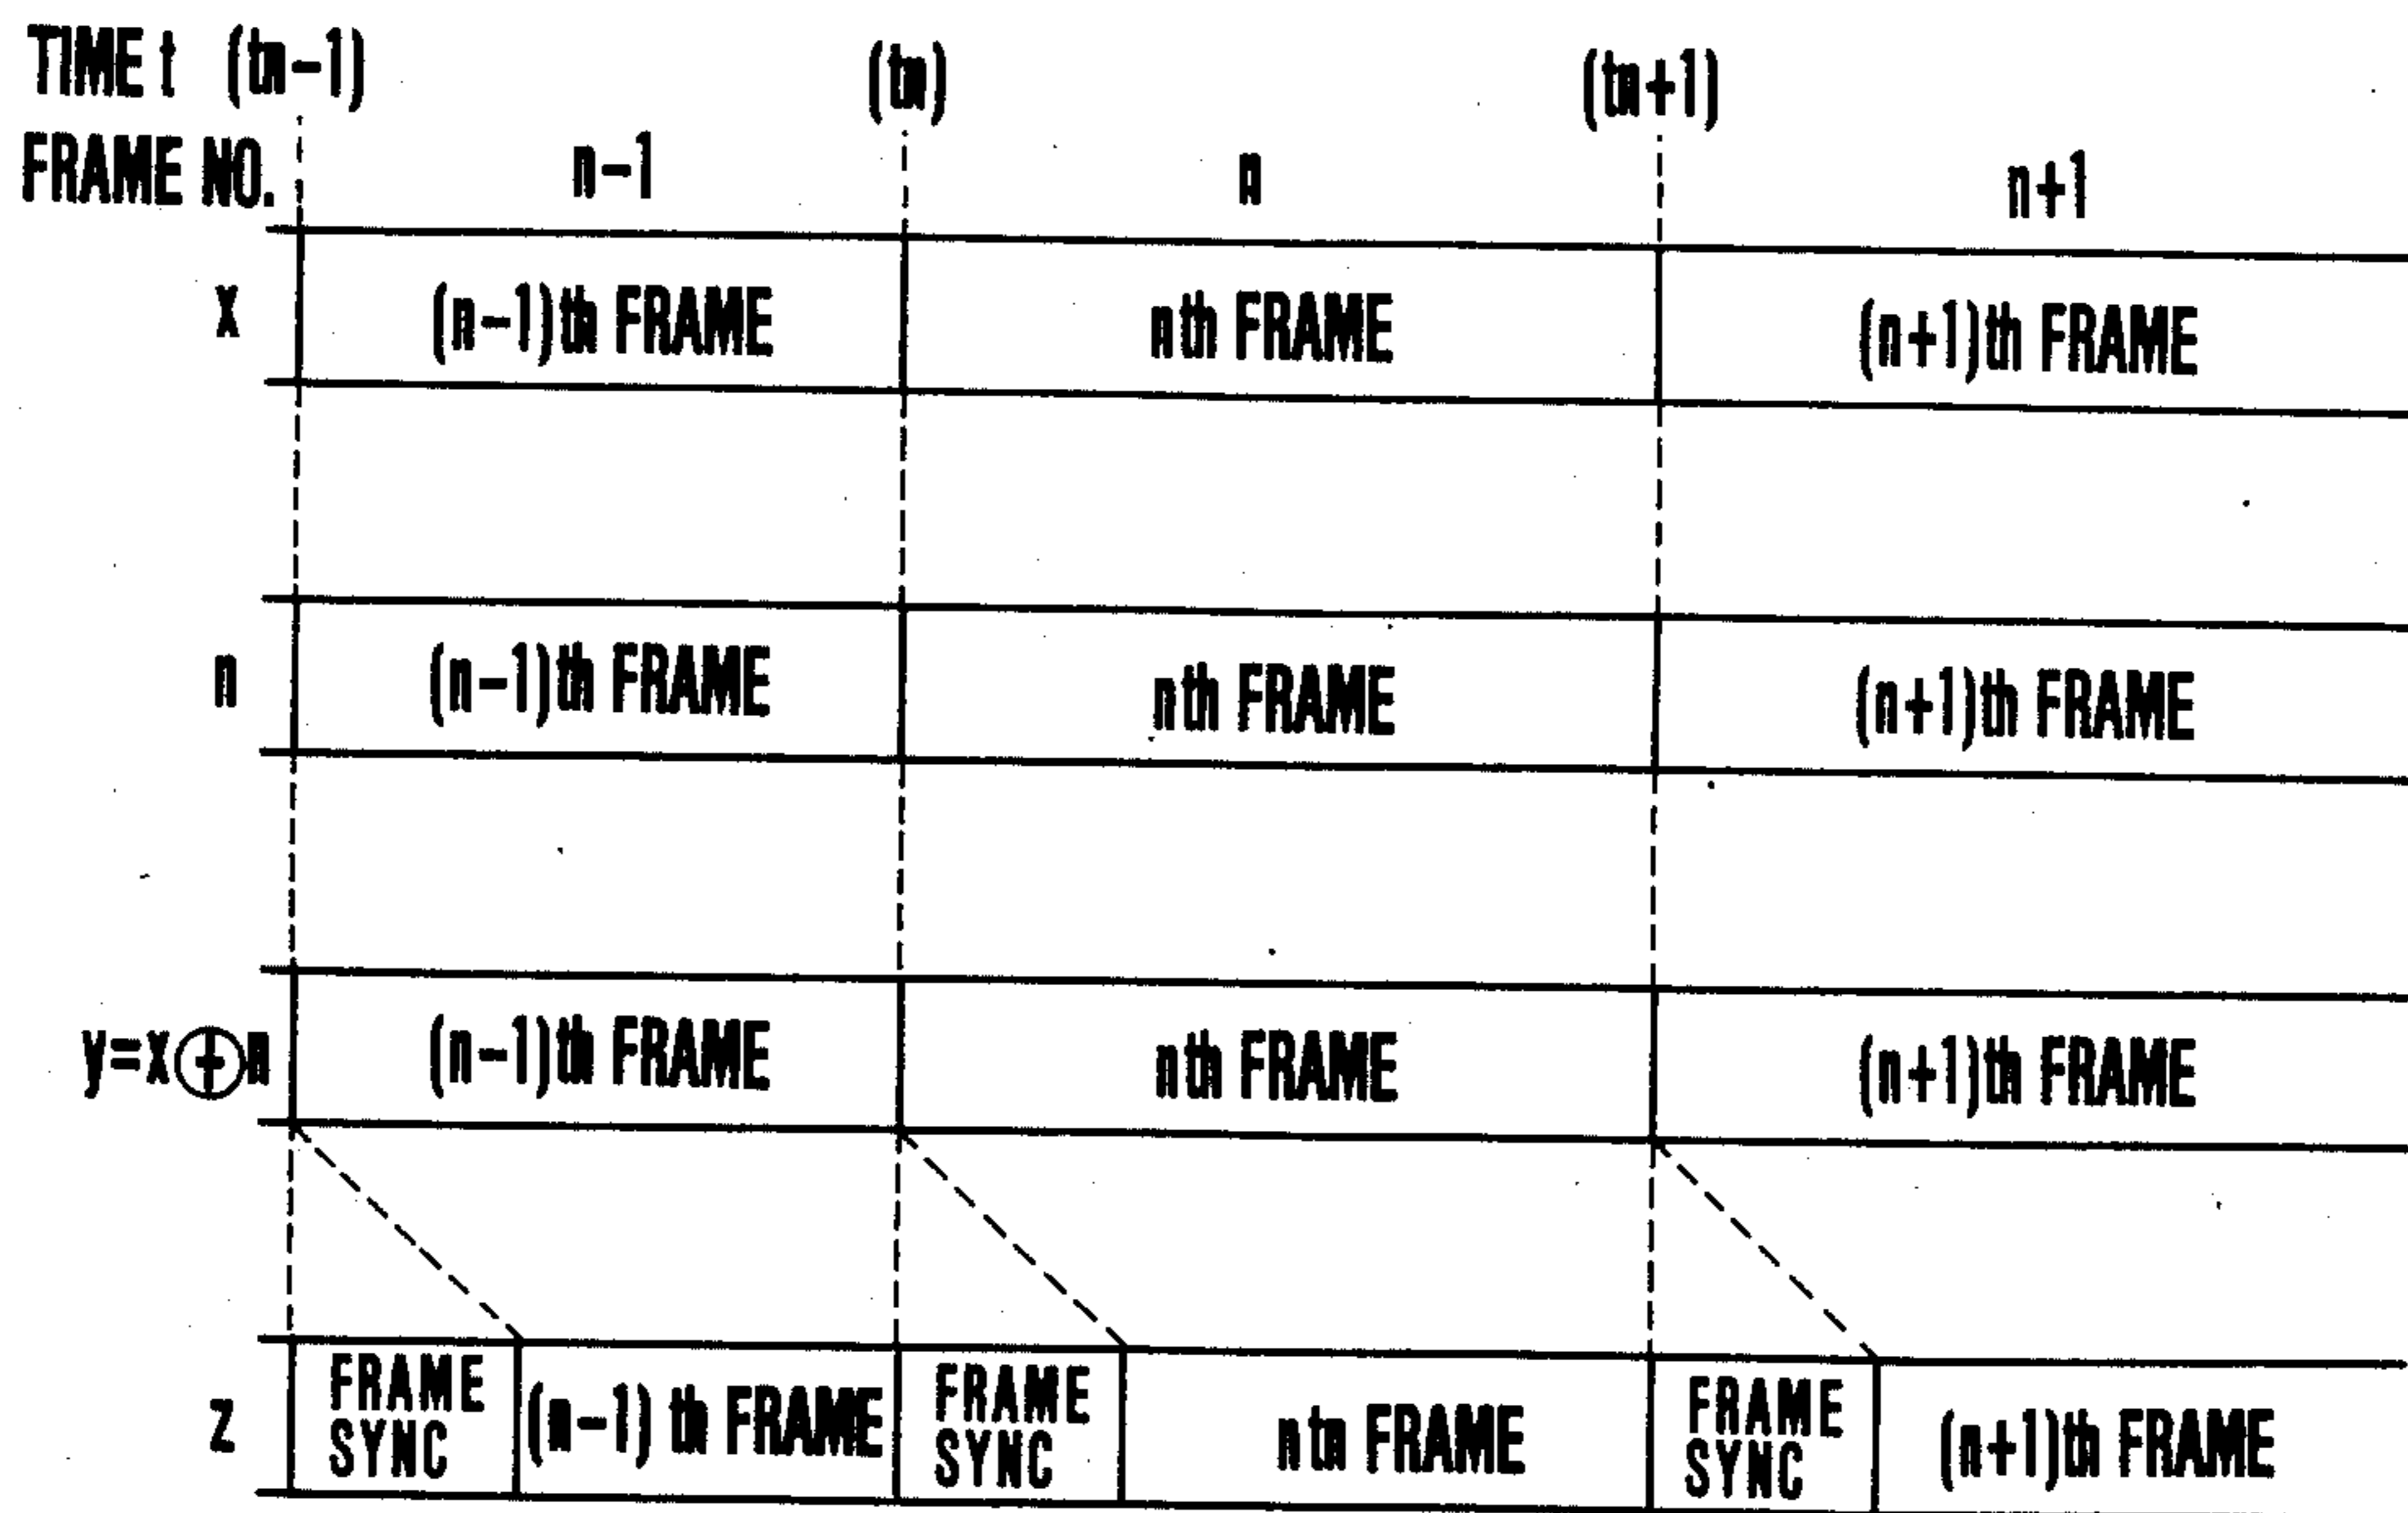 TIME t (tn-1) (tn) (tn+1)
FRAME NO. n-1 n n+1
X (n-1)th FRAME nth FRAME (n+1)th FRAME
n (n-1)th FRAME nth FRAME (n+1)th FRAME
y=x⊕n (n-1)th FRAME nth FRAME (n+1)th FRAME
Z FRAME SYNC (n-1) th FRAME FRAME SYNC nth FRAME FRAME SYNC (n+1)th FRAME